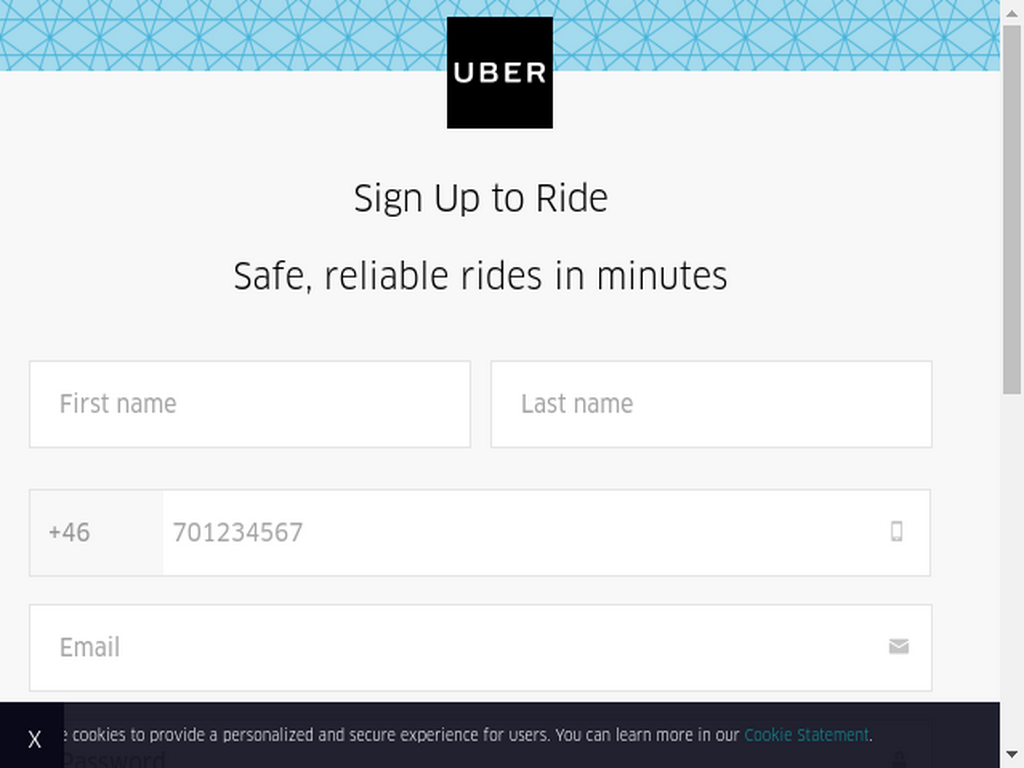 UBER
Sign Up to Ride
Safe, reliable rides in minutes
First name Last name
+46 701234567
Email
X cookies to provide a personalized and secure experience for users. You can learn more in our Cookie Statement.
Password